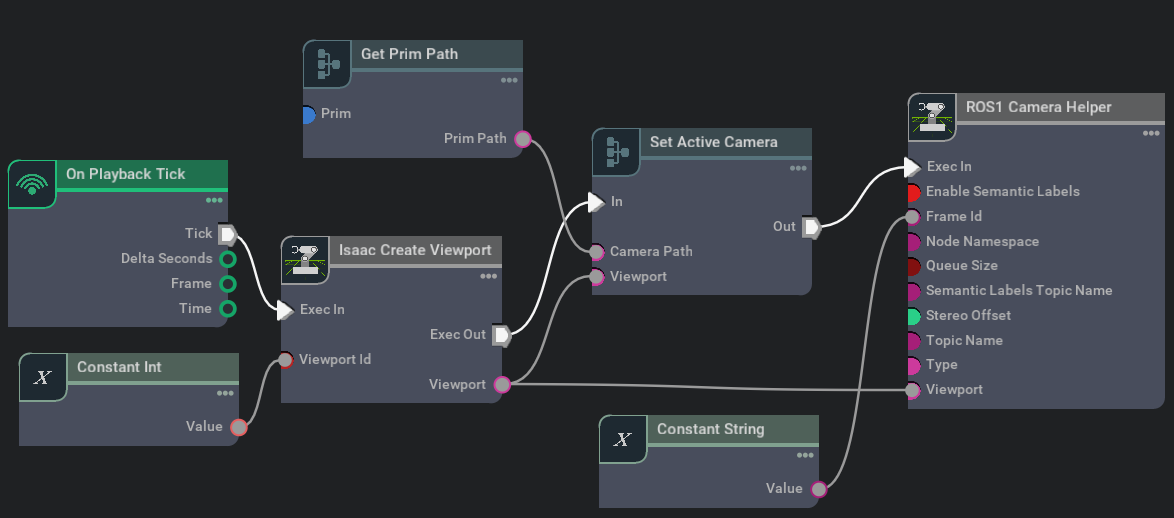 Get Prim Path
Prim
Prim Path
On Playback Tick
Tick
Delta Seconds
Frame
Time
Isaac Create Viewport
Exec In
Exec Out
Viewport Id
Viewport
Constant Int
X
Value
Set Active Camera
In
Out
Camera Path
Viewport
Constant String
X
Value
ROS1 Camera Helper
Exec In
Enable Semantic Labels
Frame Id
Node Namespace
Queue Size
Semantic Labels Topic Name
Stereo Offset
Topic Name
Type
Viewport